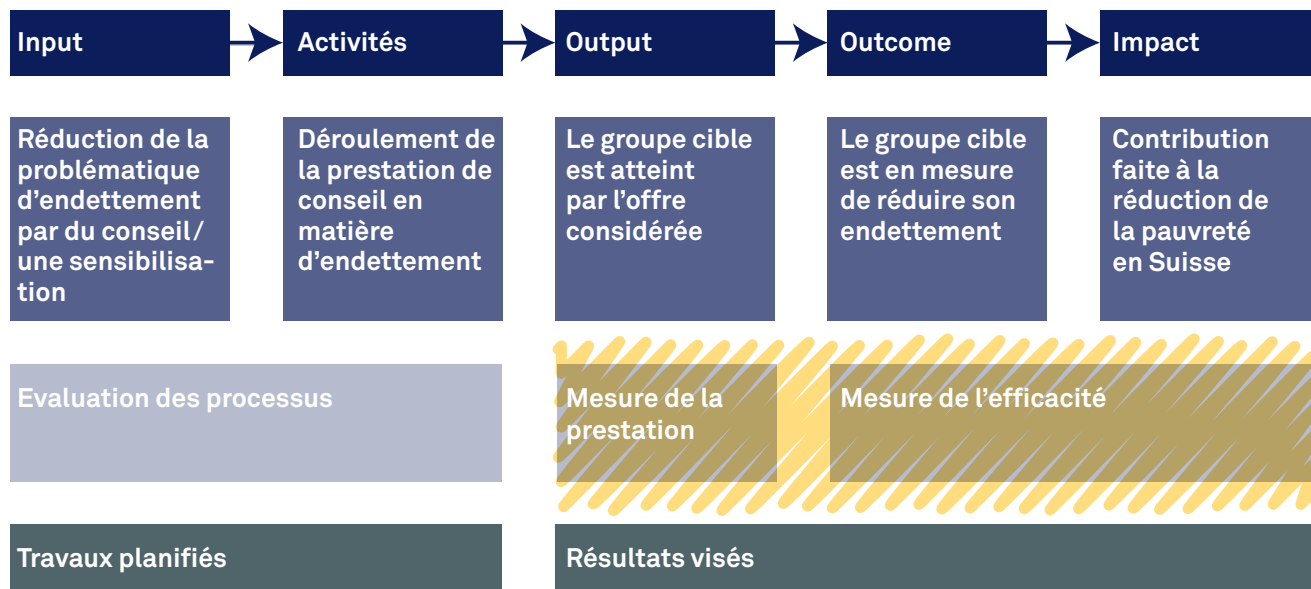 Input
Activités
Output
Outcome
Impact
Réduction de la
problématique
d'endettement
par du conseil/
une sensibilisa-
tion
Déroulement de
la prestation de
conseil en
matière
d'endettement
Le groupe cible
est atteint
par l'offre
considérée
Le groupe cible
est en mesure
de réduire son
endettement
Contribution
faite à la
réduction de
la pauvreté
en Suisse
Evaluation des processus
Mesure de la
prestation
Mesure de l'efficacité
Travaux planifiés
Résultats visés